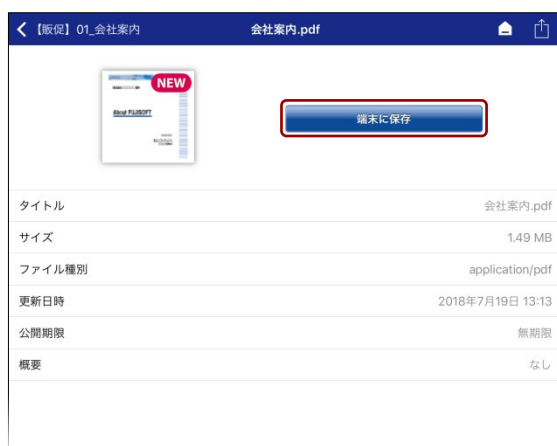 【販促】01_会社案内
会社案内.pdf
NEW
About FUJISOFT
端末に保存
タイトル
会社案内.pdf
サイズ
1.49 MB
ファイル種別
application/pdf
更新日時
2018年7月19日 13:13
公開期限
無期限
概要
なし